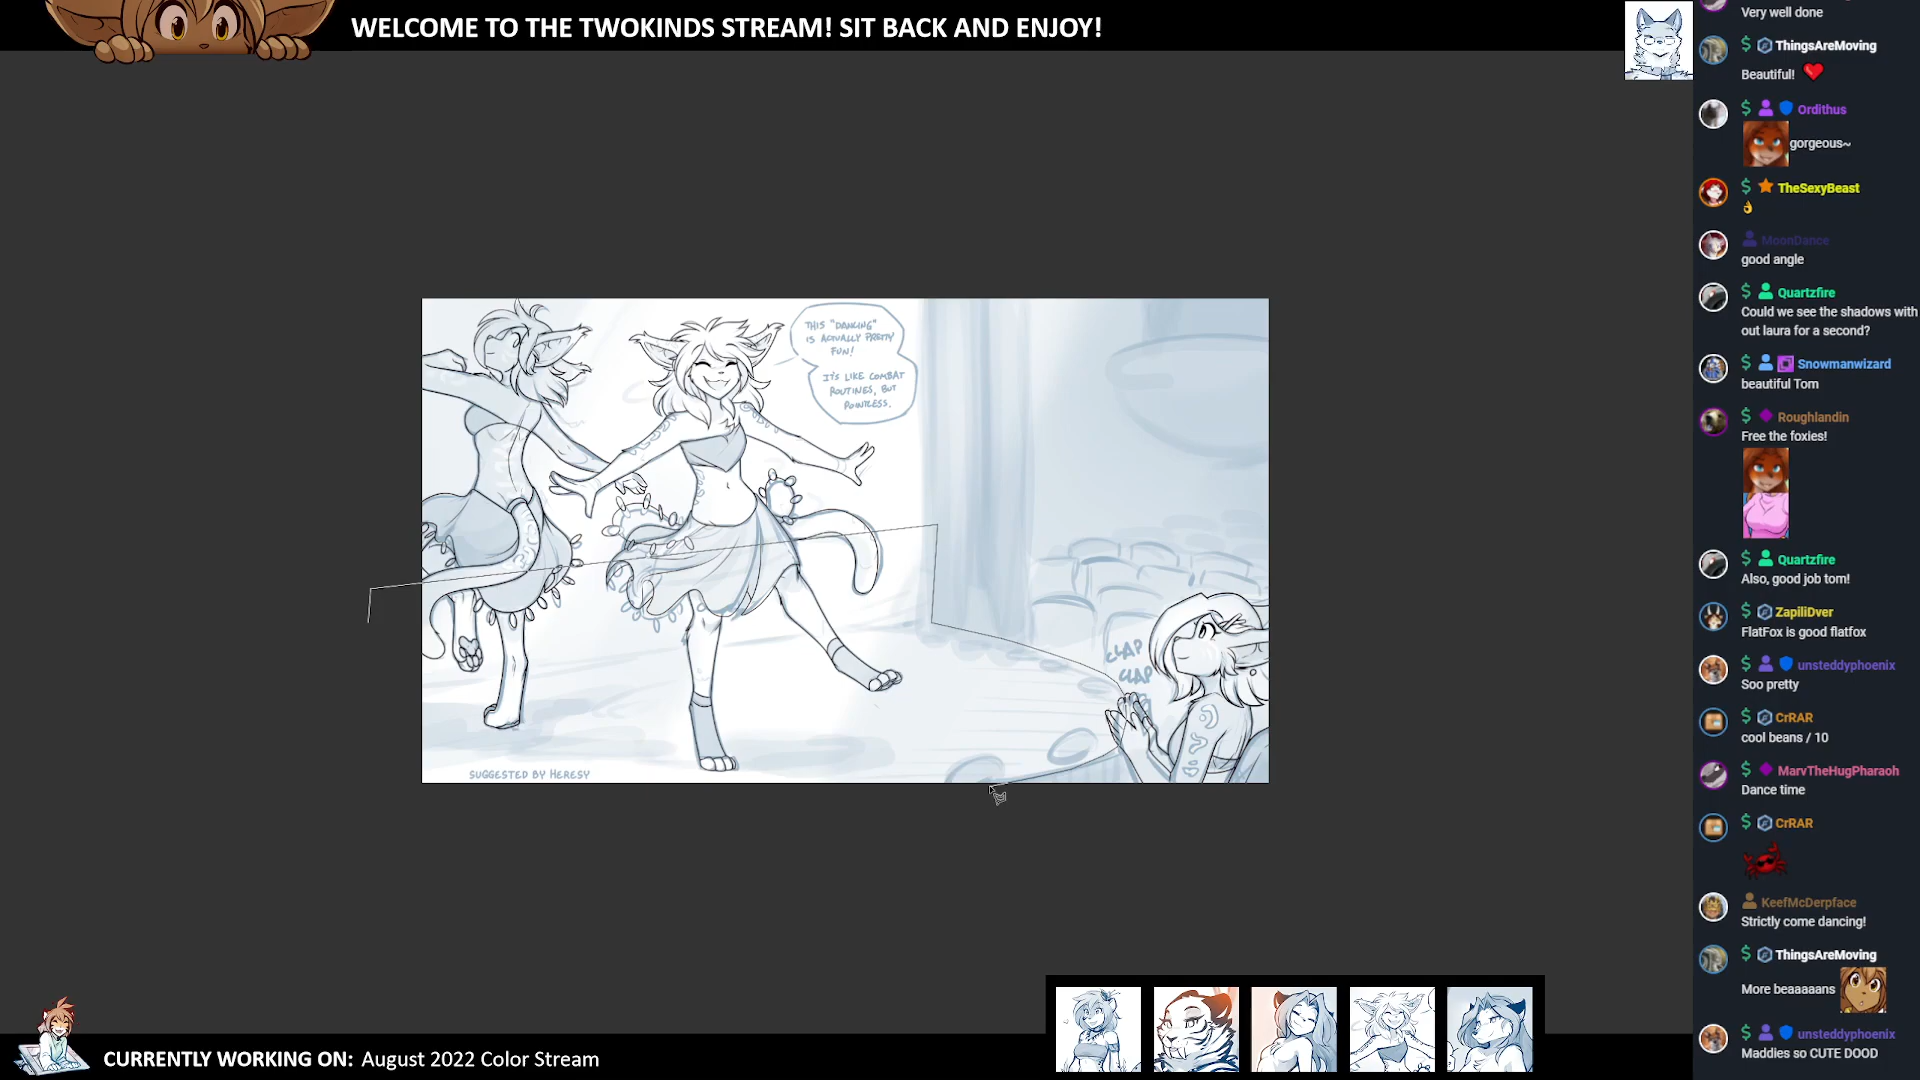 WELCOME TO THE TWOKINDS STREAM! SIT BACK AND ENJOY!
THIS "DANCING"
IS ACTUALLY PRETTY
FUN!
IT'S LIKE COMBAT
ROUTINES, BUT
POINTLESS.
CLAP
CLAP
SUGGESTED BY HERESY
CURRENTLY WORKING ON: August 2022 Color Stream
Very well done
$ ThingsAreMoving
Beautiful!
$ Ordithus
gorgeous~
$ TheSexyBeast
MoonDance
good angle
$ Quartzfire
Could we see the shadows with
out laura for a second?
$ Snowmanwizard
beautiful Tom
$ Roughlandin
Free the foxies!
$ Quartzfire
Also, good job tom!
$ ZapiliDver
FlatFox is good flatfox
$ unsteddyphoenix
Soo pretty
$ CrRAR
cool beans / 10
$ MarvTheHugPharaoh
Dance time
$ CrRAR
KeefMcDerpface
Strictly come dancing!
$ ThingsAreMoving
More beaaaaans
$ unsteddyphoenix
Maddies so CUTE DOOD